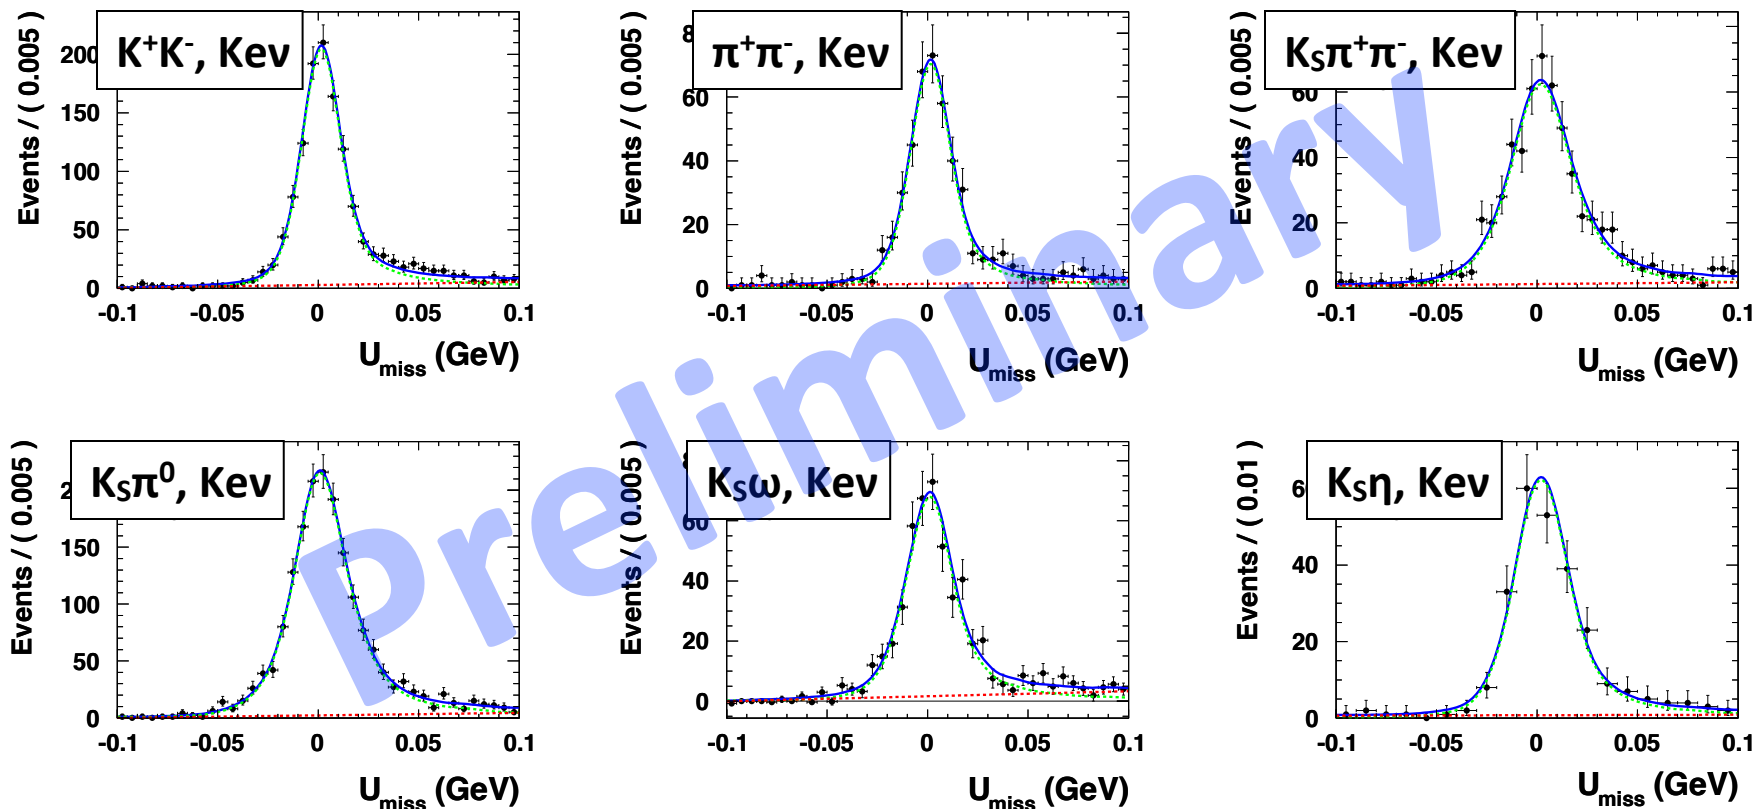 K⁺K⁻, Keν
Events / ( 0.005 )
200
150
100
50
0
-0.1 -0.05 0 0.05 0.1
U_miss (GeV)
π⁺π⁻, Keν
Events / ( 0.005 )
8
60
40
20
0
-0.1 -0.05 0 0.05 0.1
U_miss (GeV)
K_Sπ⁺π⁻, Keν
Events / ( 0.005 )
60
40
20
0
-0.1 -0.05 0 0.05 0.1
U_miss (GeV)
Preliminary
K_Sπ⁰, Keν
Events / ( 0.005 )
2
150
100
50
0
-0.1 -0.05 0 0.05 0.1
U_miss (GeV)
K_Sω, Keν
Events / ( 0.005 )
60
40
20
0
-0.1 -0.05 0 0.05 0.1
U_miss (GeV)
K_Sη, Keν
Events / ( 0.01 )
6
40
20
0
-0.1 -0.05 0 0.05 0.1
U_miss (GeV)